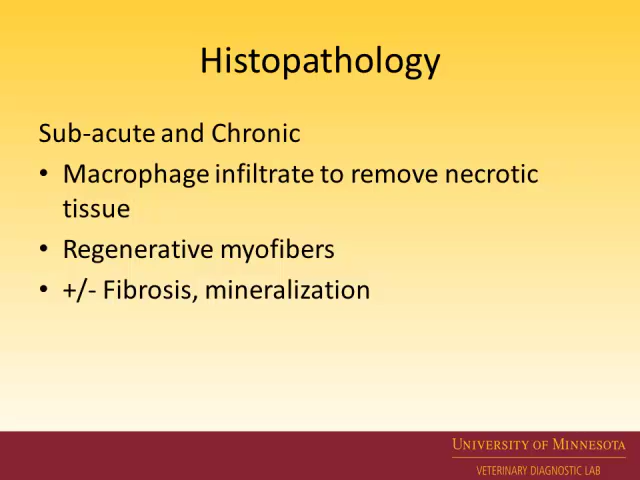 Histopathology
Sub-acute and Chronic
• Macrophage infiltrate to remove necrotic
tissue
• Regenerative myofibers
• +/- Fibrosis, mineralization
UNIVERSITY OF MINNESOTA
VETERINARY DIAGNOSTIC LAB